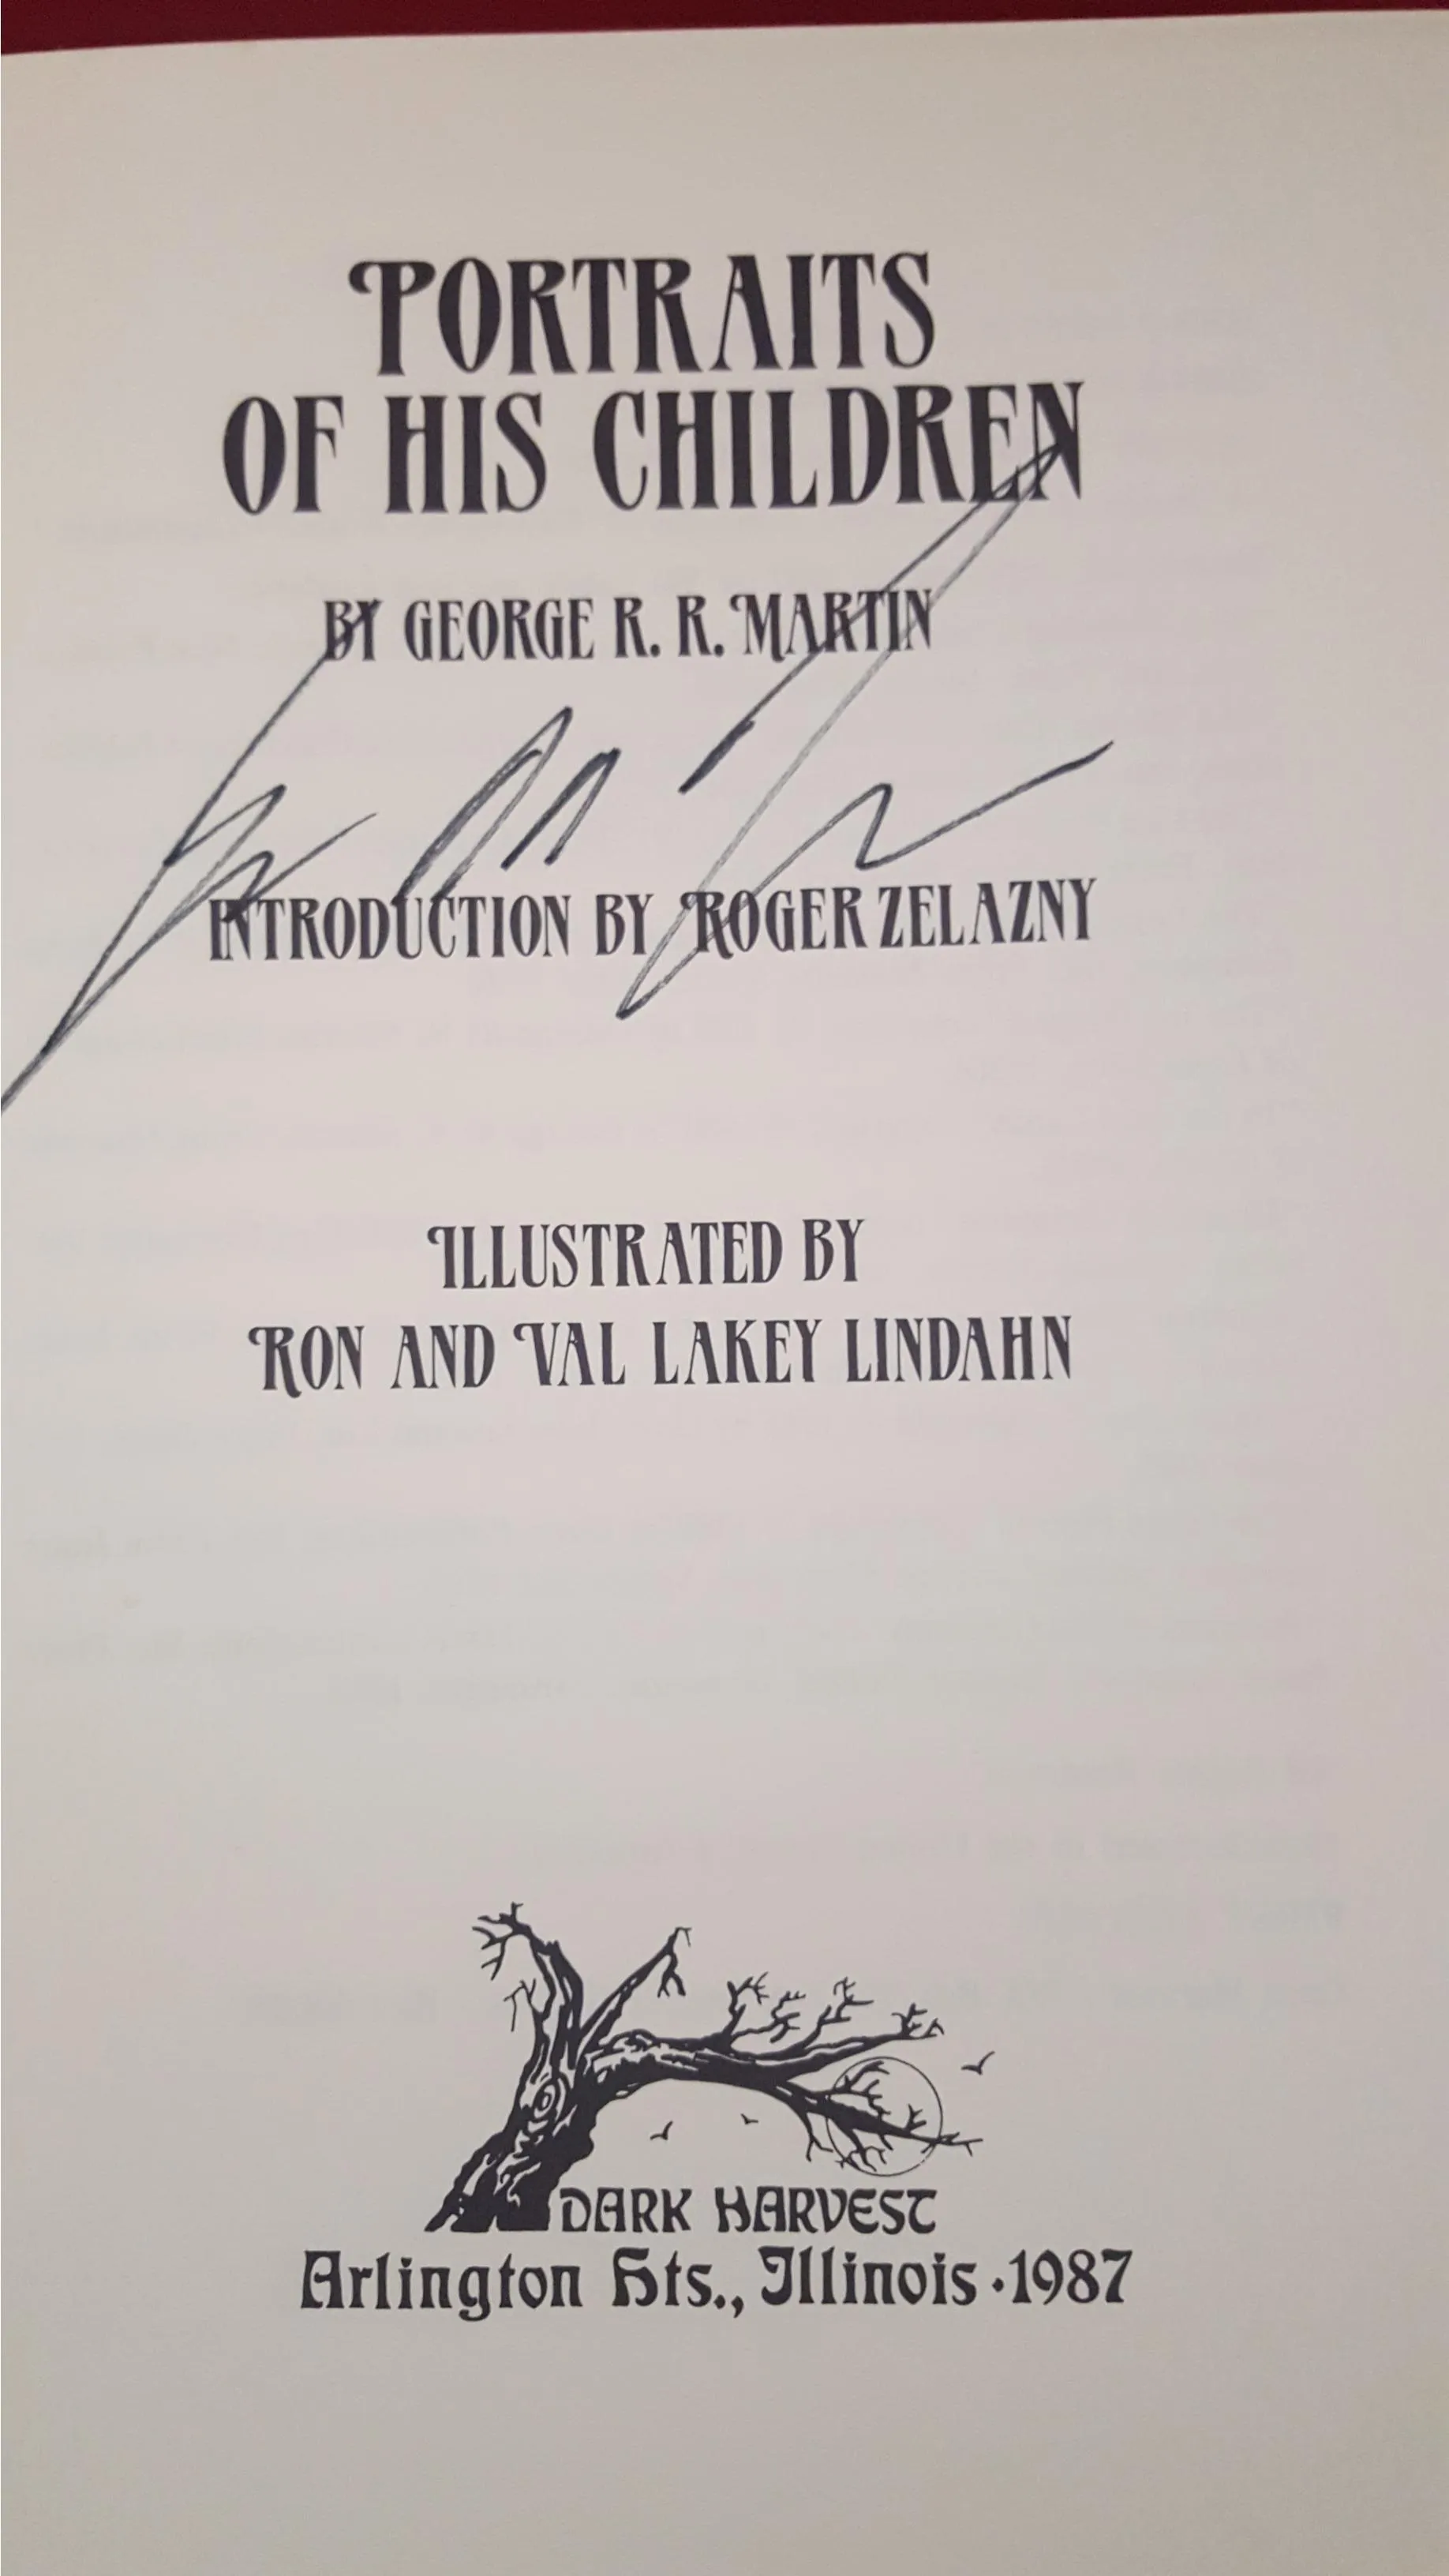 PORTRAITS
OF HIS CHILDREN
BY GEORGE R. R. MARTIN
INTRODUCTION BY ROGER ZELAZNY
ILLUSTRATED BY
RON AND VAL LAKEY LINDAHN
DARK HARVEST
Arlington Hts., Illinois · 1987